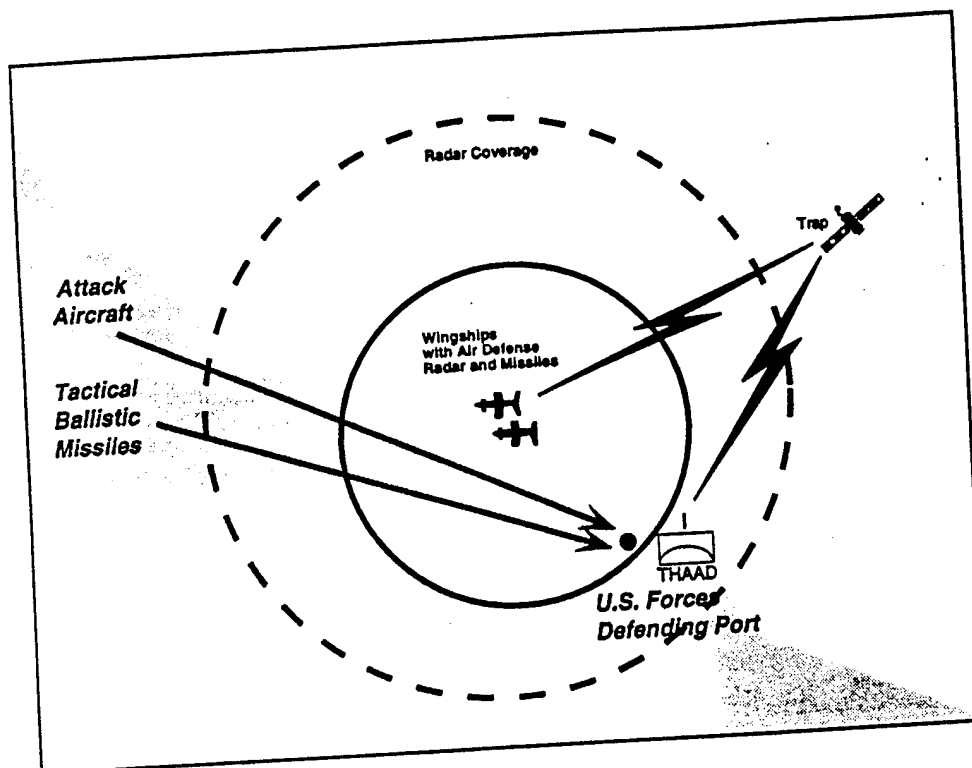 Radar Coverage
Trap
Attack
Aircraft
Wingships
with Air Defense
Radar and Missiles
Tactical
Ballistic
Missiles
THAAD
U.S. Forces
Defending Port